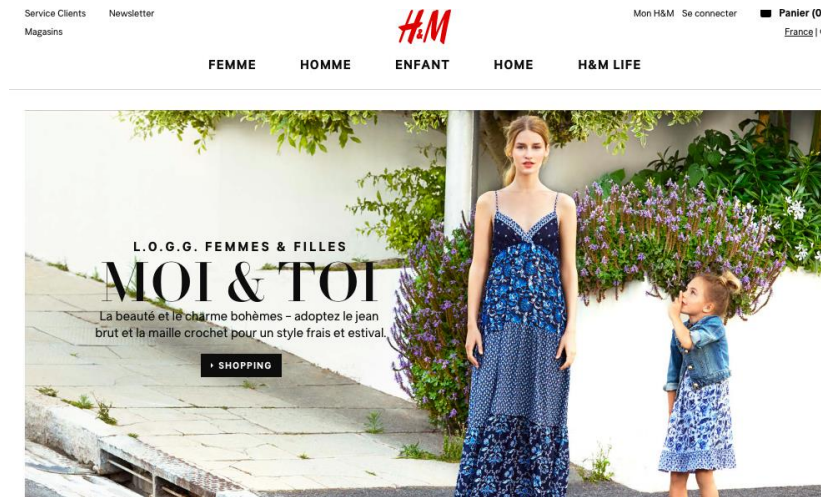 Service Clients Newsletter
Magasins
H&M
Mon H&M Se connecter Panier (0
France |
FEMME HOMME ENFANT HOME H&M LIFE
L.O.G.G. FEMMES & FILLES
MOI & TOI
La beauté et le charme bohèmes – adoptez le jean
brut et la maille crochet pour un style frais et estival.
SHOPPING